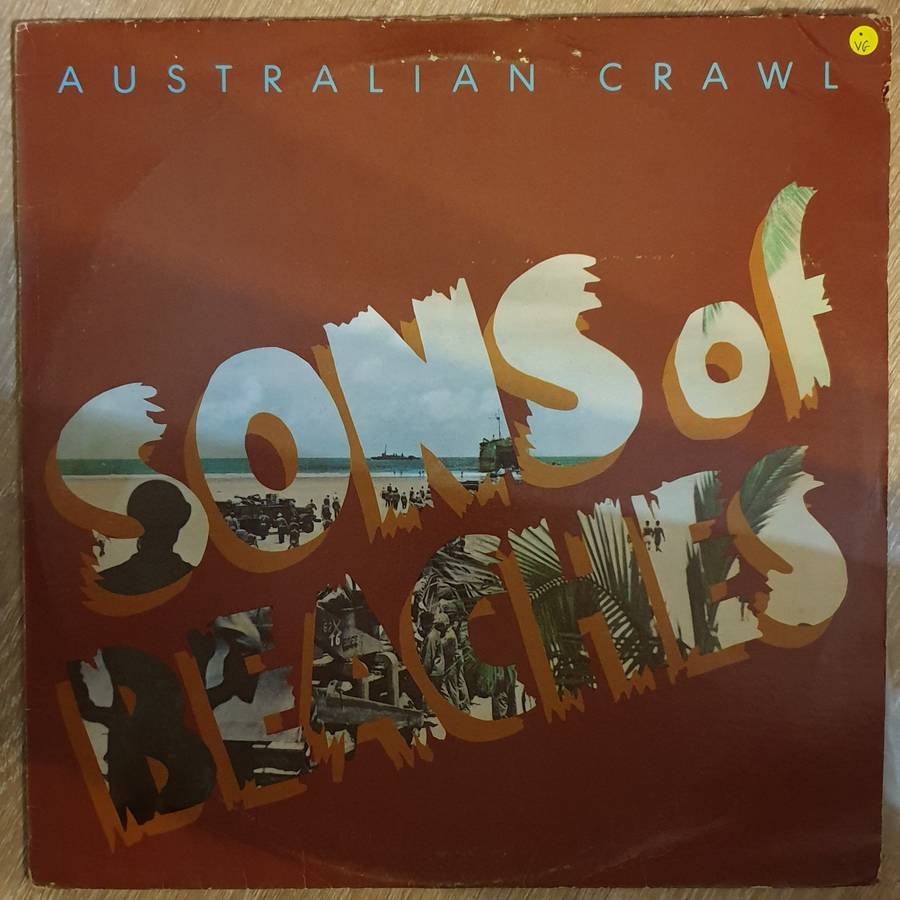 AUSTRALIAN CRAWL
VG
SONS of
BEACHES